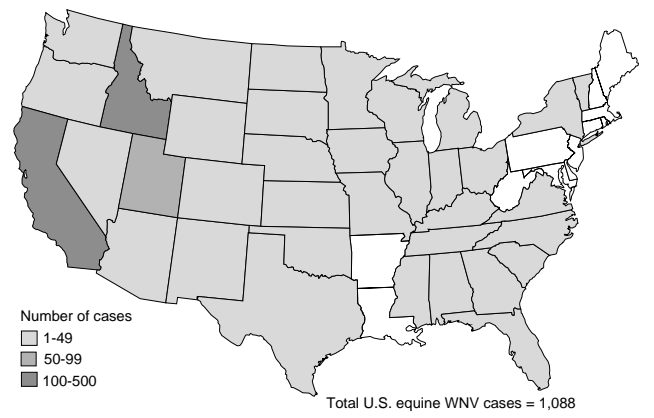 Number of cases
1-49
50-99
100-500
Total U.S. equine WNV cases = 1,088